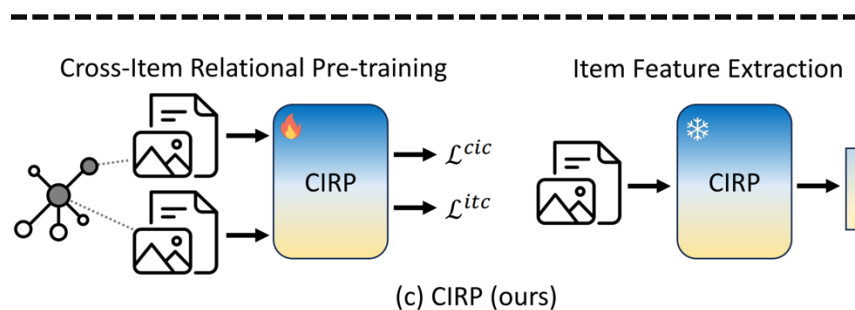 Cross-Item Relational Pre-training
Item Feature Extraction
CIRP
ℒ^{cic}
ℒ^{itc}
CIRP
(c) CIRP (ours)